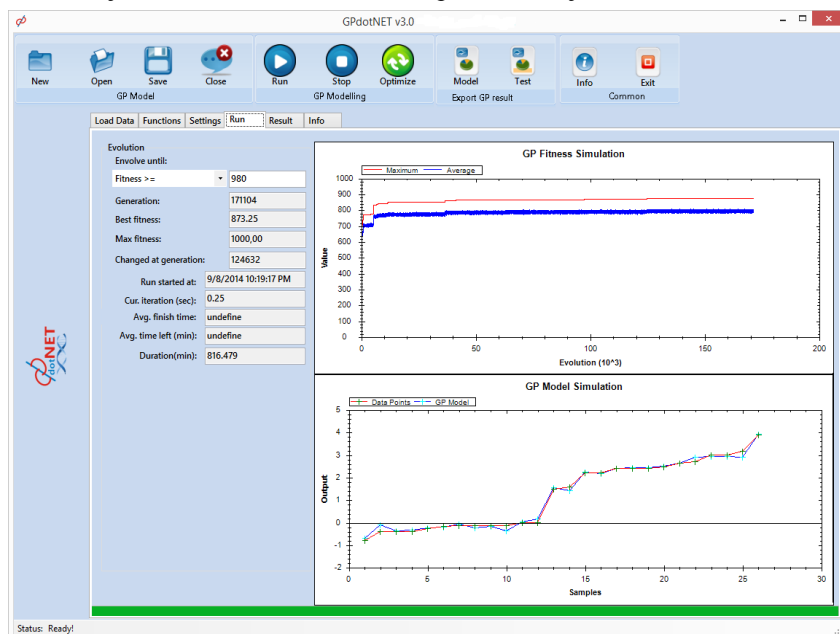 GPdotNET v3.0
New Open Save Close Run Stop Optimize Model Test Info Exit
GP Model GP Modelling Export GP result Common
Load Data Functions Settings Run Result Info
Evolution
Envolve until:
Fitness >= 980
Generation: 171104
Best fitness: 873.25
Max fitness: 1000,00
Changed at generation: 124632
Run started at: 9/8/2014 10:19:17 PM
Cur. iteration (sec): 0.25
Avg. finish time: undefine
Avg. time left (min): undefine
Duration(min): 816.479
dotNET
GP Fitness Simulation
Maximum Average
1000
900
800
700
600
500
400
300
200
100
0
Value
0 50 100 150 200
Evolution (10^3)
GP Model Simulation
Data Points GP Model
5
4
3
2
1
0
-1
-2
Output
0 5 10 15 20 25 30
Samples
Status: Ready!